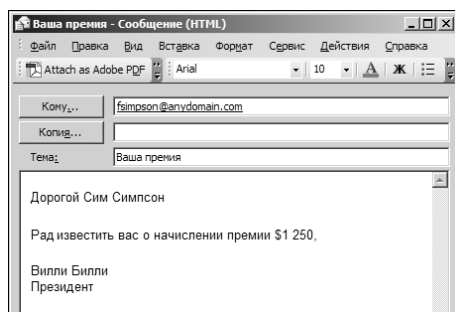 Ваша премия - Сообщение (HTML)
Файл Правка Вид Вставка Формат Сервис Действия Справка
Attach as Adobe PDF Arial 10 А Ж
Кому...
fsimpson@anydomain.com
Копия...
Тема:
Ваша премия
Дорогой Сим Симпсон
Рад известить вас о начислении премии $1 250,
Вилли Билли
Президент